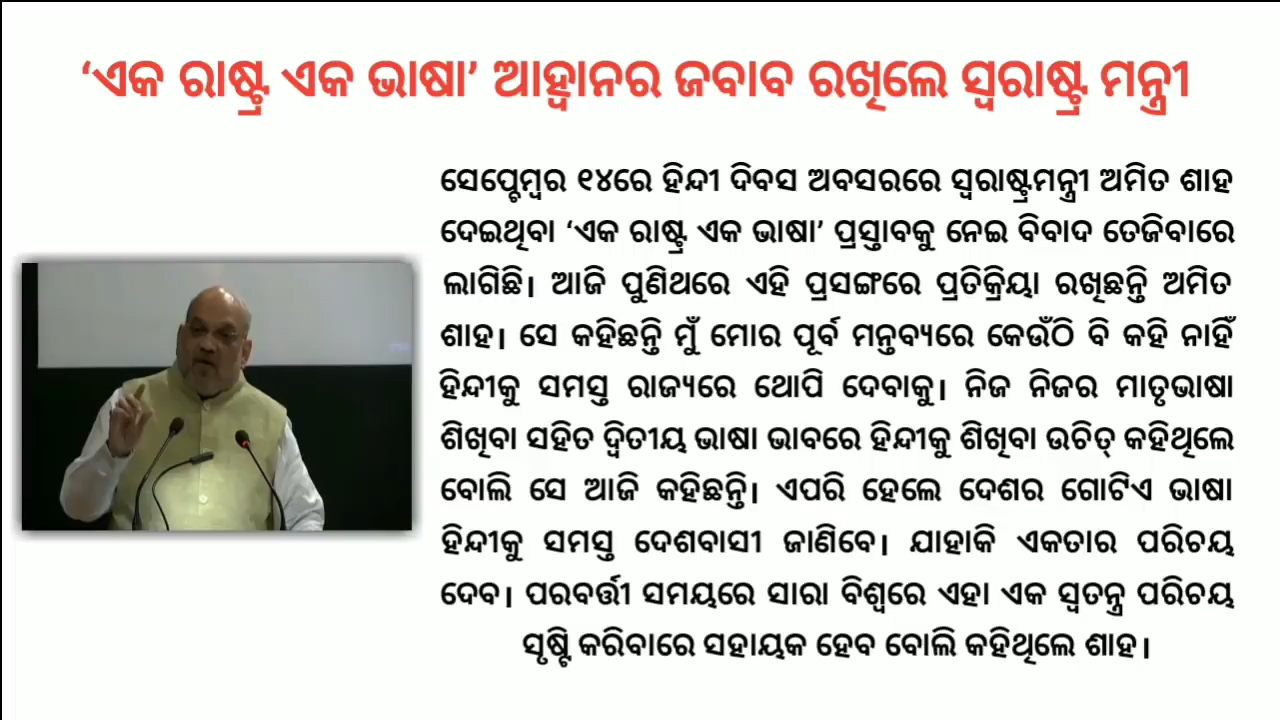 ‘ଏକ ରାଷ୍ଟ୍ର ଏକ ଭାଷା’ ଆହ୍ୱାନର ଜବାବ ରଖିଲେ ସ୍ୱରାଷ୍ଟ୍ର ମନ୍ତ୍ରୀ
ସେପ୍ଟେମ୍ବର ୧୪ରେ ହିନ୍ଦୀ ଦିବସ ଅବସରରେ ସ୍ୱରାଷ୍ଟ୍ରମନ୍ତ୍ରୀ ଅମିତ ଶାହ
ଦେଇଥିବା ‘ଏକ ରାଷ୍ଟ୍ର ଏକ ଭାଷା’ ପ୍ରସ୍ତାବକୁ ନେଇ ବିବାଦ ତେଜିବାରେ
ଲାଗିଛି। ଆଜି ପୁଣିଥରେ ଏହି ପ୍ରସଙ୍ଗରେ ପ୍ରତିକ୍ରିୟା ରଖିଛନ୍ତି ଅମିତ
ଶାହ। ସେ କହିଛନ୍ତି ମୁଁ ମୋର ପୂର୍ବ ମନ୍ତବ୍ୟରେ କେଉଁଠି ବି କହି ନାହିଁ
ହିନ୍ଦୀକୁ ସମସ୍ତ ରାଜ୍ୟରେ ଥୋପି ଦେବାକୁ। ନିଜ ନିଜର ମାତୃଭାଷା
ଶିଖିବା ସହିତ ଦ୍ୱିତୀୟ ଭାଷା ଭାବରେ ହିନ୍ଦୀକୁ ଶିଖିବା ଉଚିତ୍ କହିଥିଲେ
ବୋଲି ସେ ଆଜି କହିଛନ୍ତି। ଏପରି ହେଲେ ଦେଶର ଗୋଟିଏ ଭାଷା
ହିନ୍ଦୀକୁ ସମସ୍ତ ଦେଶବାସୀ ଜାଣିବେ। ଯାହାକି ଏକତାର ପରିଚୟ
ଦେବ। ପରବର୍ତ୍ତୀ ସମୟରେ ସାରା ବିଶ୍ୱରେ ଏହା ଏକ ସ୍ୱତନ୍ତ୍ର ପରିଚୟ
ସୃଷ୍ଟି କରିବାରେ ସହାୟକ ହେବ ବୋଲି କହିଥିଲେ ଶାହ।